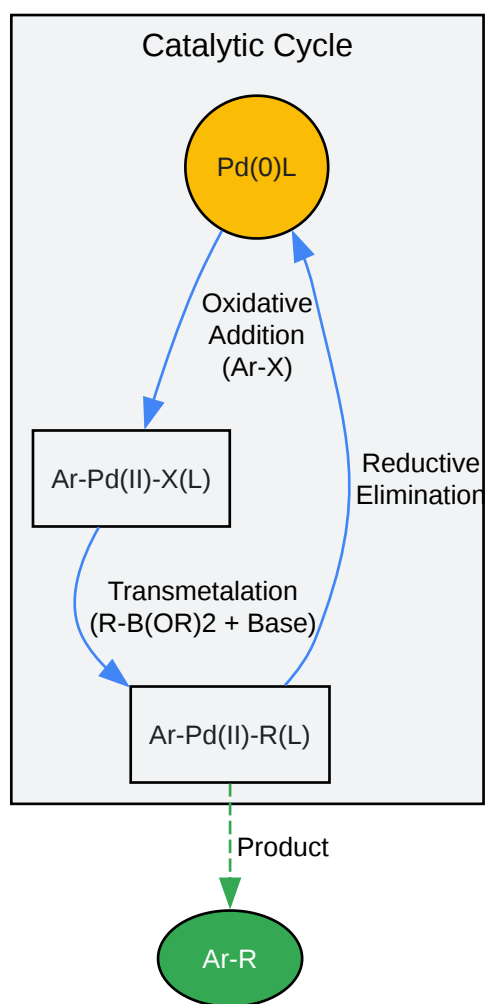 Catalytic Cycle
Pd(0)L
Oxidative
Addition
(Ar-X)
Ar-Pd(II)-X(L)
Reductive
Elimination
Transmetalation
(R-B(OR)2 + Base)
Ar-Pd(II)-R(L)
Product
Ar-R